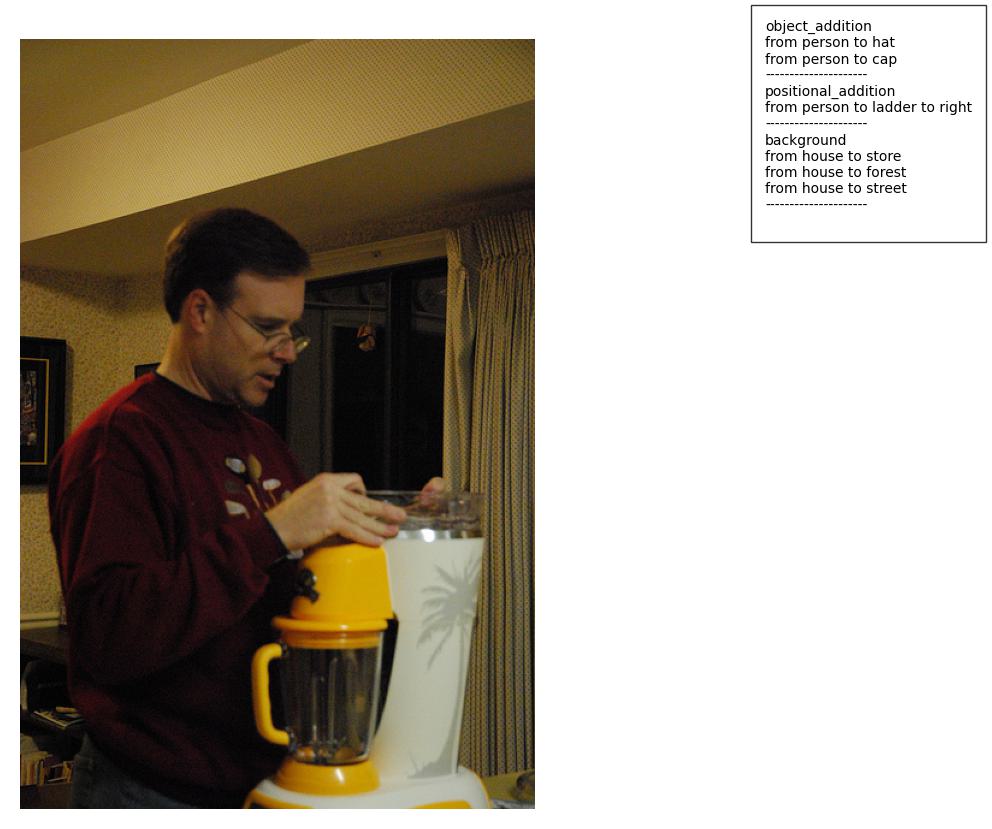 object_addition
from person to hat
from person to cap
---------------------
positional_addition
from person to ladder to right
---------------------
background
from house to store
from house to forest
from house to street
---------------------